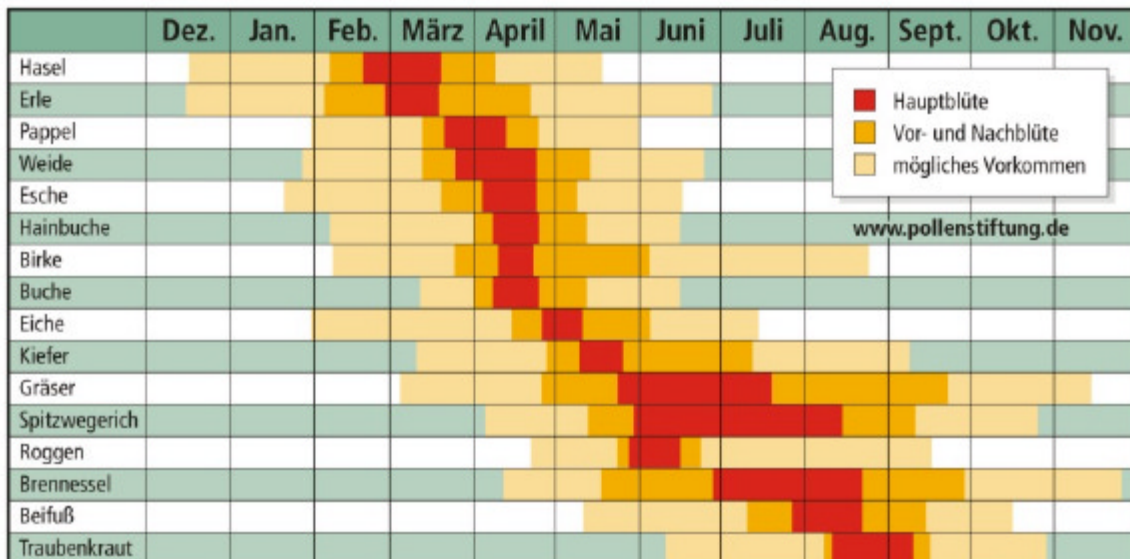 Dez. Jan. Feb. März April Mai Juni Juli Aug. Sept. Okt. Nov.
Hasel
Erle
Pappel
Weide
Esche
Hainbuche
Birke
Buche
Eiche
Kiefer
Gräser
Spitzwegerich
Roggen
Brennessel
Beifuß
Traubenkraut
Hauptblüte
Vor- und Nachblüte
mögliches Vorkommen
www.pollenstiftung.de